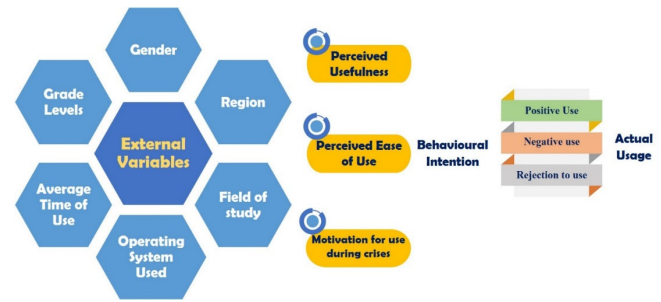 Gender
Grade
Levels
Region
External
Variables
Average
Time of
Use
Field of
study
Operating
System
Used
Perceived
Usefulness
Perceived Ease
of Use
Motivation for use
during crises
Behavioural
Intention
Positive Use
Negative use
Rejection to use
Actual
Usage